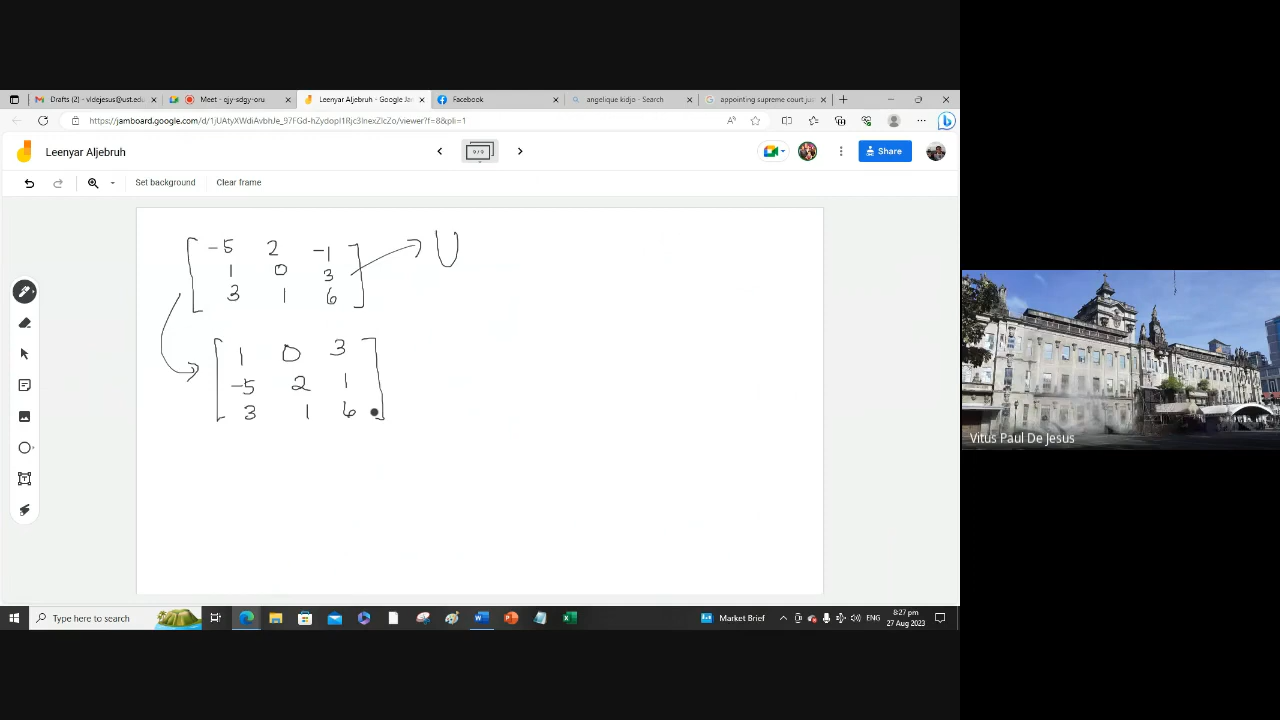 Drafts (2) - vldejesus@ust.edu
Meet - ejy-sdgy-oru
Leenyar Aljebruh - Google Jam
Facebook
angelique kidjo - Search
appointing supreme court jus
Leenyar Aljebruh
9 / 9
Share
Set background
Clear frame
-5 2 -1
1 0 3
3 1 6
U
1 0 3
-5 2 1
3 1 6
Vitus Paul De Jesus
Type here to search
Market Brief
ENG
8:27 pm
27 Aug 2023